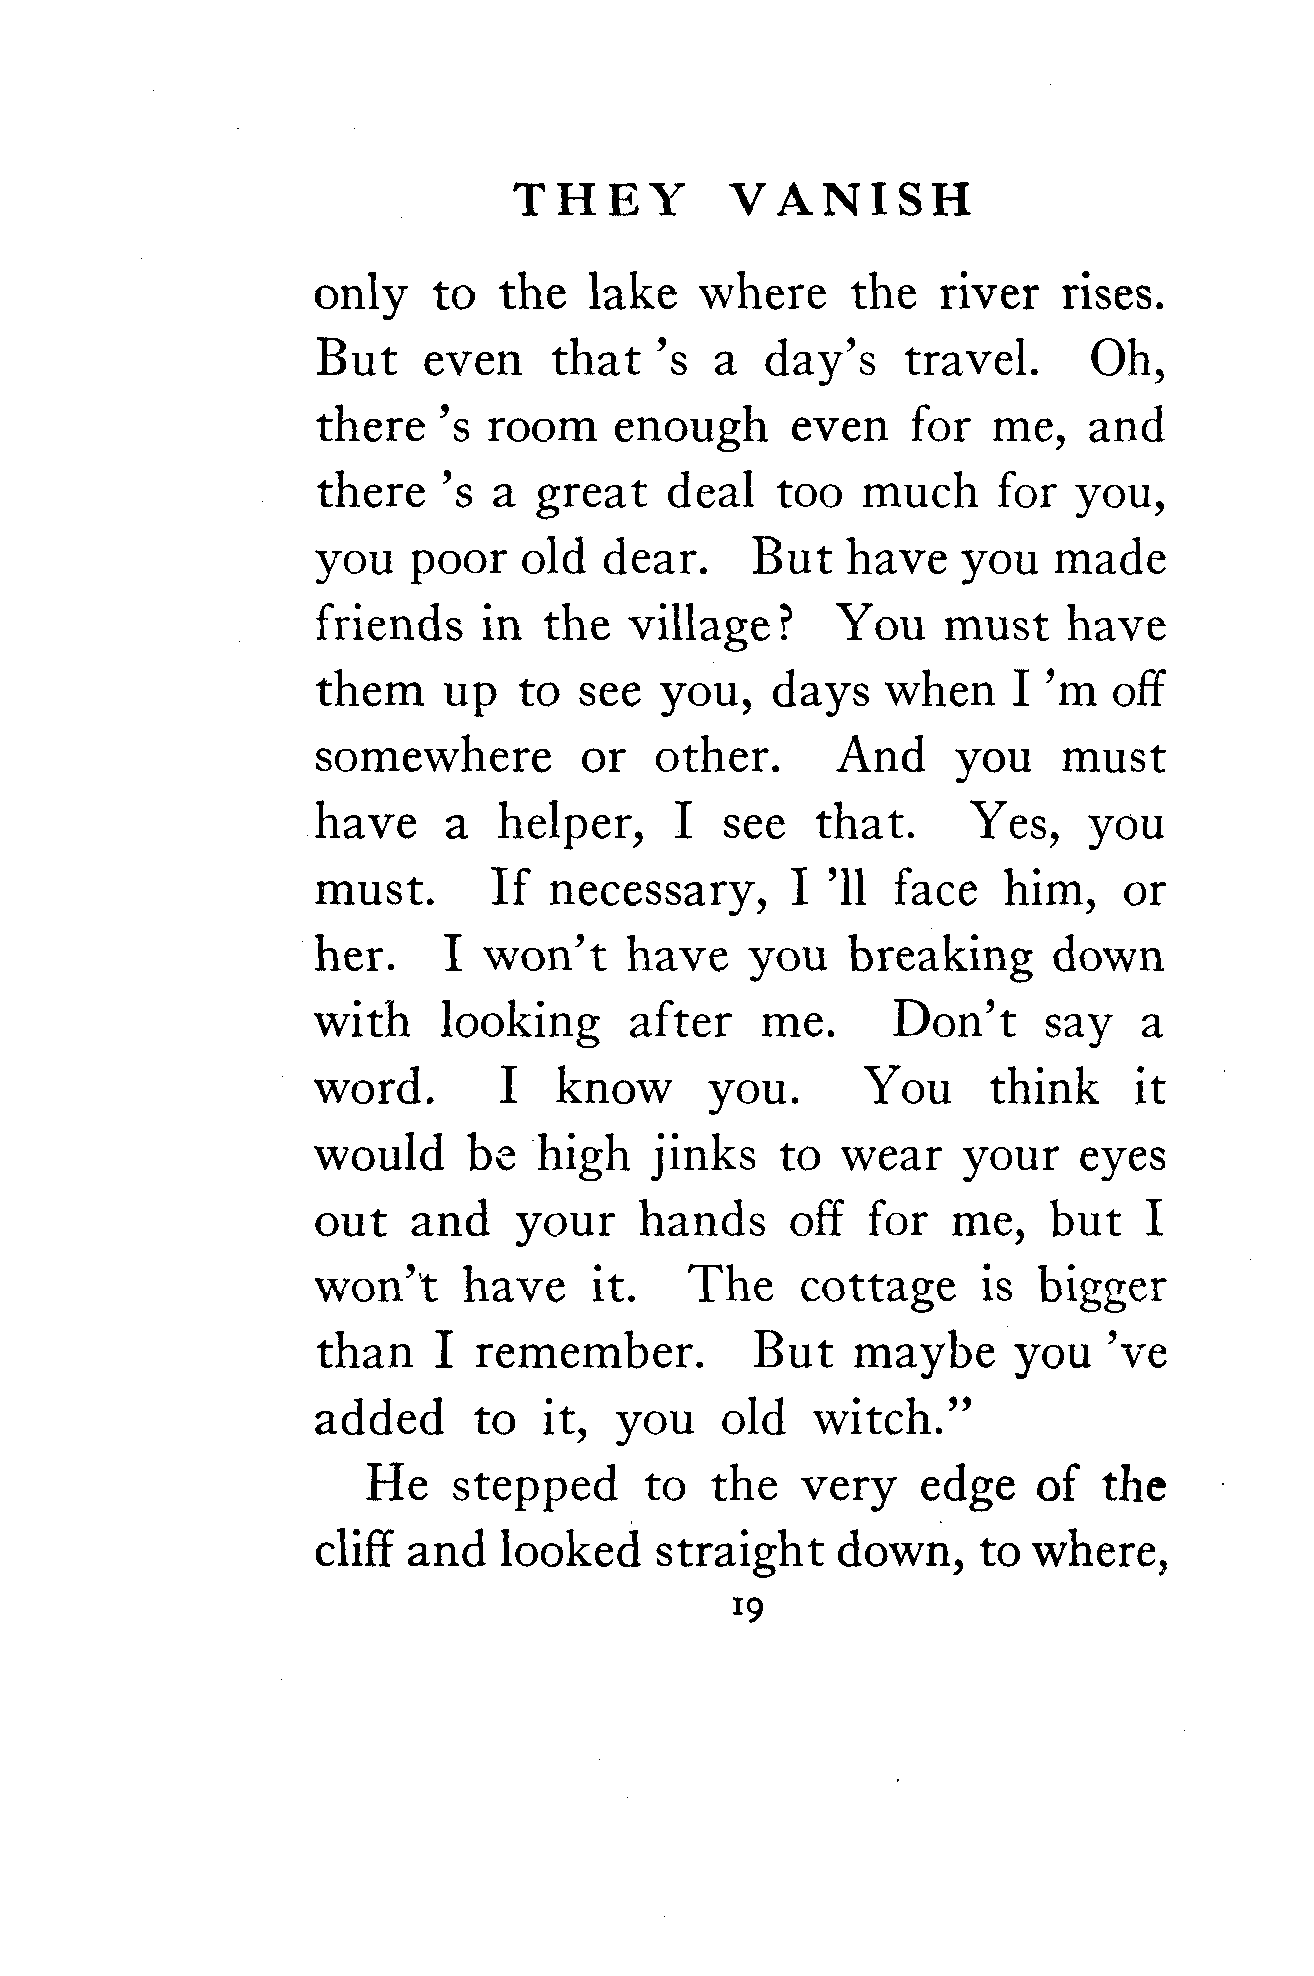 THEY VANISH
only to the lake where the river rises.
But even that 's a day's travel. Oh,
there 's room enough even for me, and
there 's a great deal too much for you,
you poor old dear. But have you made
friends in the village? You must have
them up to see you, days when I 'm off
somewhere or other. And you must
have a helper, I see that. Yes, you
must. If necessary, I 'll face him, or
her. I won't have you breaking down
with looking after me. Don't say a
word. I know you. You think it
would be high jinks to wear your eyes
out and your hands off for me, but I
won't have it. The cottage is bigger
than I remember. But maybe you 've
added to it, you old witch.”
He stepped to the very edge of the
cliff and looked straight down, to where,
19